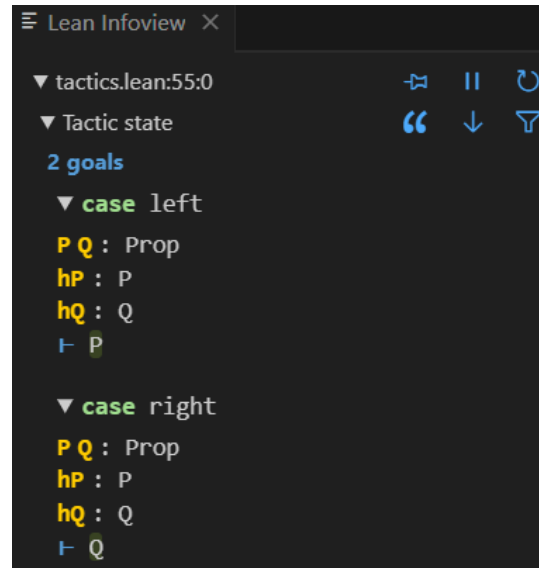 Lean Infoview
tactics.lean:55:0
Tactic state
2 goals
case left
P Q : Prop
hP : P
hQ : Q
⊢ P
case right
P Q : Prop
hP : P
hQ : Q
⊢ Q